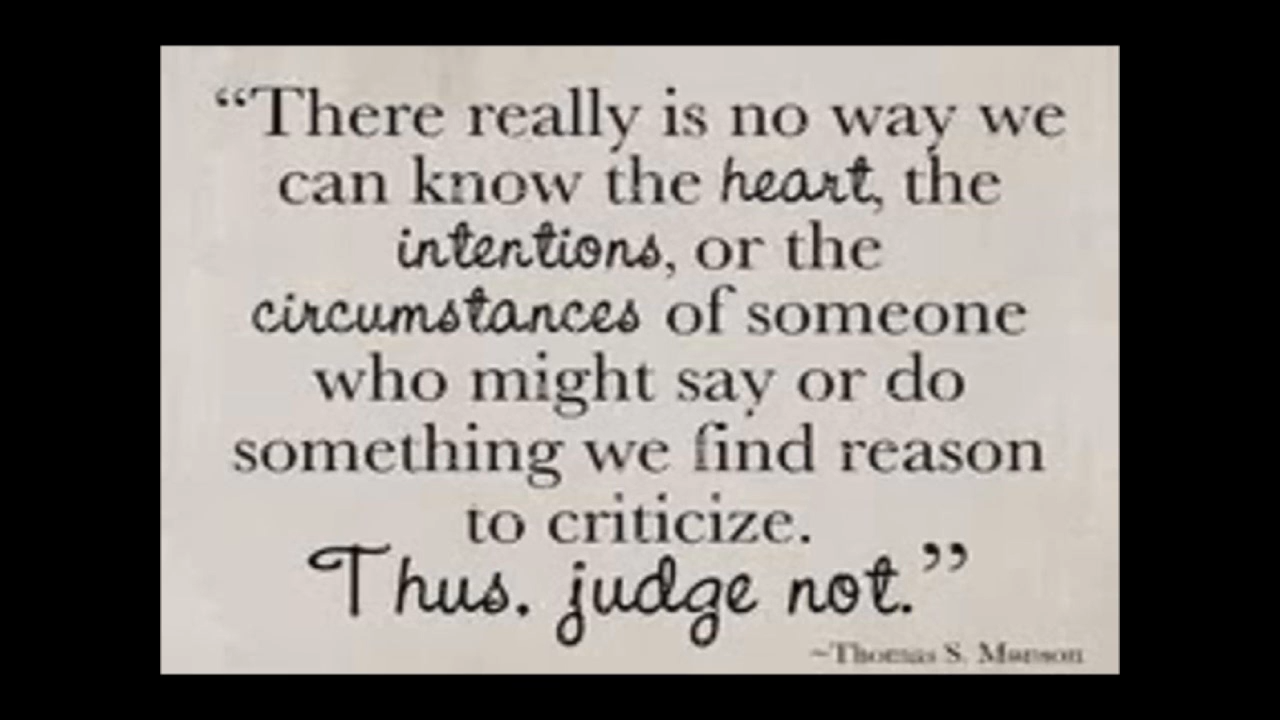 “There really is no way we
can know the heart, the
intentions, or the
circumstances of someone
who might say or do
something we find reason
to criticize.
Thus, judge not.”
~Thomas S. Monson